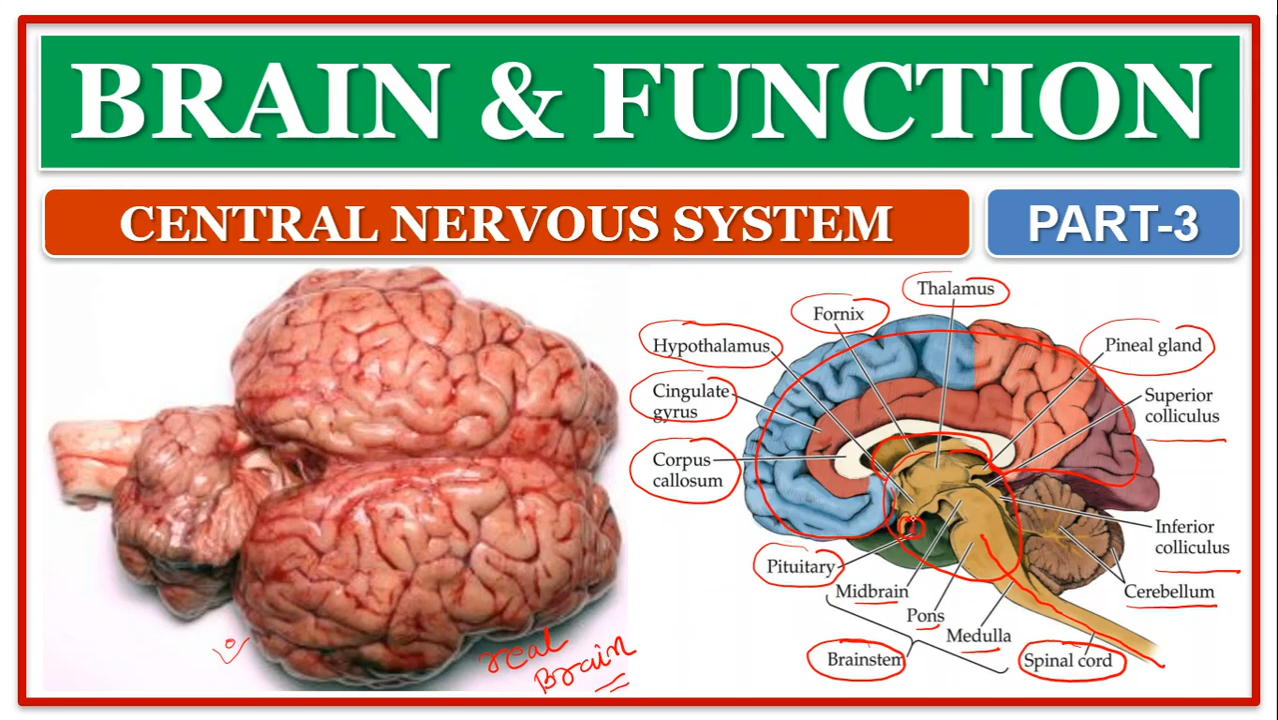 BRAIN & FUNCTION
CENTRAL NERVOUS SYSTEM
PART-3
Thalamus
Fornix
Hypothalamus
Pineal gland
Cingulate
gyrus
Superior
colliculus
Corpus
callosum
Inferior
colliculus
Pituitary
Midbrain
Cerebellum
Pons
Medulla
Brainstem
Spinal cord
real
Brain